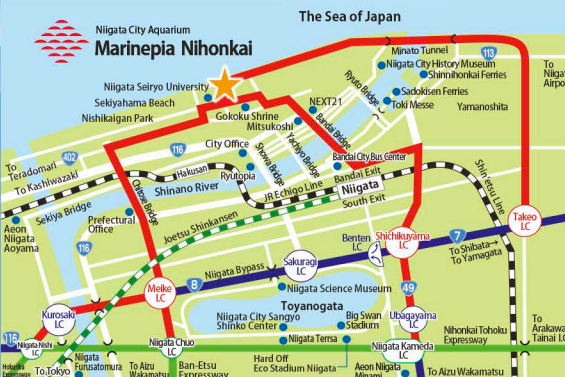 The Sea of Japan
Niigata City Aquarium
Marinepia Nihonkai
Minato Tunnel
113
Niigata City History Museum
Shinnihonkai Ferries
To
Niiga
Airpo
Niigata Seiryo University
Ryuto Bridge
Sadokisen Ferries
Sekiyahama Beach
NEXT21
Toki Messe
Yamanoshita
Nishikaigan Park
Gokoku Shrine
Mitsukoshi
Bandai Bridge
City Office
Yachiyo Bridge
116
402
Showa Bridge
Bandai City Bus Center
To
Teradomari
Hakusan
Ryutopia
Bandai Exit
Shin'etsu Line
To Kashiwazaki
Shinano River
JR Echigo Line
Niigata
Chitose Bridge
South Exit
Sekiya Bridge
Prefectural
Office
Joetsu Shinkansen
Takeo
I.C
Aeon
Niigata
Aoyama
116
Benten
I.C
Shichikuyama
I.C
7
To Shibata→
To Yamagata
Niigata Bypass
Sakuragi
I.C
8
Meike
I.C
Niigata Science Museum
49
Toyanogata
Kurosaki
I.C
Niigata City Sangyo
Shinko Center
Big Swan
Stadium
Ubagayama
I.C
Nihonkai Tohoku
Expressway
To
Arakawa
Tainai I.C
116
Niigata Nishi
I.C
Niigata Chuo
I.C
Niigata Terrsa
Niigata Kameda
I.C
Hokuriku
Expressway
To Tokyo
Niigata
Furusatomura
To Aizu
Wakamatsu
Ban-Etsu
Expressway
Hard Off
Eco Stadium Niigata
Aeon Niigata
Minami
To Aizu Wakamatsu